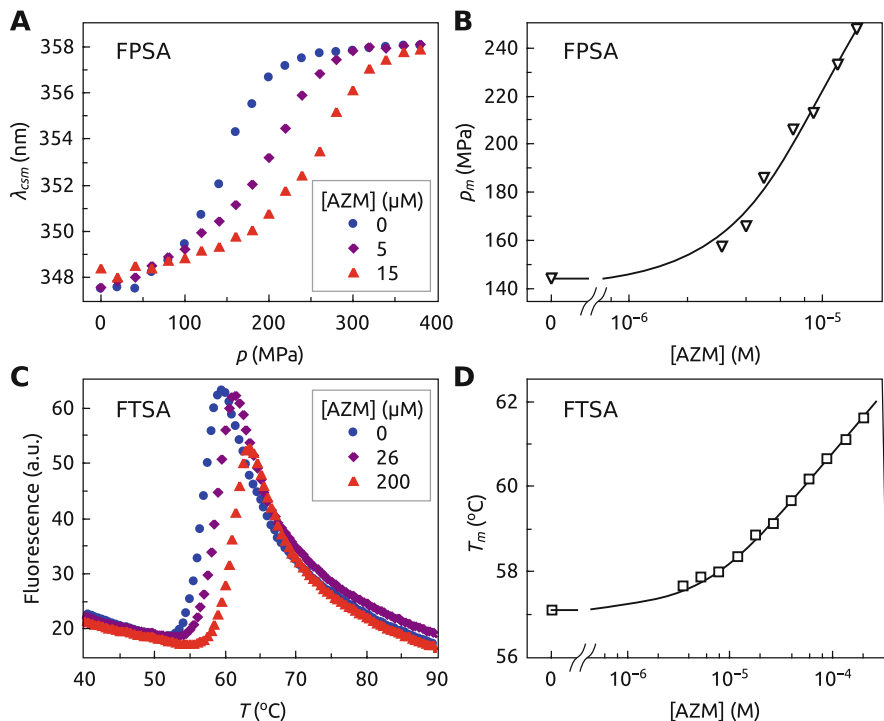 A
FPSA
358
356
354
352
350
348
λcsm (nm)
[AZM] (μM)
0
5
15
0
100
200
300
400
p (MPa)
B
FPSA
240
220
200
180
160
140
pm (MPa)
0
10⁻⁶
10⁻⁵
[AZM] (M)
C
FTSA
60
50
40
30
20
Fluorescence (a.u.)
[AZM] (μM)
0
26
200
40
50
60
70
80
90
T (°C)
D
FTSA
62
60
58
56
Tm (°C)
0
10⁻⁶
10⁻⁵
10⁻⁴
[AZM] (M)